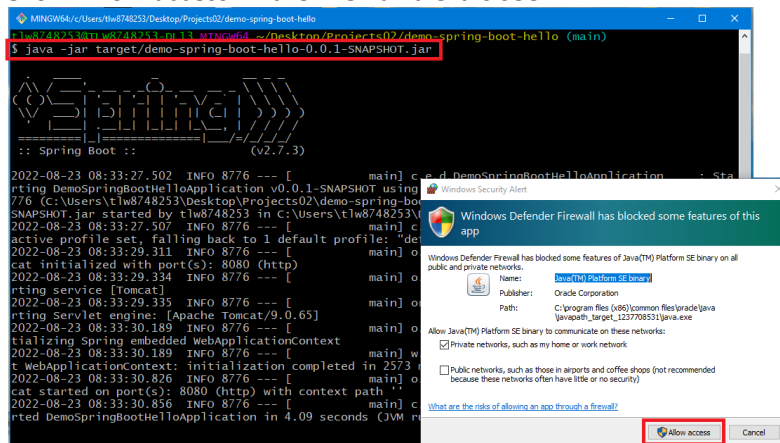 MINGW64:/c/Users/tlw8748253/Desktop/Projects02/demo-spring-boot-hello
tlw8748253@TLW8748253-DL13 MINGW64 ~/Desktop/Projects02/demo-spring-boot-hello (main)
$ java -jar target/demo-spring-boot-hello-0.0.1-SNAPSHOT.jar
:: Spring Boot :: (v2.7.3)
2022-08-23 08:33:27.502 INFO 8776 --- [ main] c.e.d.DemoSpringBootHelloApplication : Sta
rting DemoSpringBootHelloApplication v0.0.1-SNAPSHOT using
776 (C:\Users\tlw8748253\Desktop\Projects02\demo-spring-boo
SNAPSHOT.jar started by tlw8748253 in C:\Users\tlw8748253\
2022-08-23 08:33:27.507 INFO 8776 --- [ main] c
active profile set, falling back to 1 default profile: "de
2022-08-23 08:33:29.311 INFO 8776 --- [ main] o
cat initialized with port(s): 8080 (http)
2022-08-23 08:33:29.334 INFO 8776 --- [ main] o
rting service [Tomcat]
2022-08-23 08:33:29.335 INFO 8776 --- [ main] o
rting Servlet engine: [Apache Tomcat/9.0.65]
2022-08-23 08:33:30.189 INFO 8776 --- [ main] o
tializing Spring embedded WebApplicationContext
2022-08-23 08:33:30.189 INFO 8776 --- [ main] w
t WebApplicationContext: initialization completed in 2573
2022-08-23 08:33:30.826 INFO 8776 --- [ main] o
cat started on port(s): 8080 (http) with context path ''
2022-08-23 08:33:30.856 INFO 8776 --- [ main] c
rted DemoSpringBootHelloApplication in 4.09 seconds (JVM
Windows Security Alert
Windows Defender Firewall has blocked some features of this
app
Windows Defender Firewall has blocked some features of Java(TM) Platform SE binary on all
public and private networks.
Name: Java(TM) Platform SE binary
Publisher: Oracle Corporation
Path: C:\program files (x86)\common files\oracle\java
\javapath_target_1237708531\java.exe
Allow Java(TM) Platform SE binary to communicate on these networks:
Private networks, such as my home or work network
Public networks, such as those in airports and coffee shops (not recommended
because these networks often have little or no security)
What are the risks of allowing an app through a firewall?
Allow access
Cancel